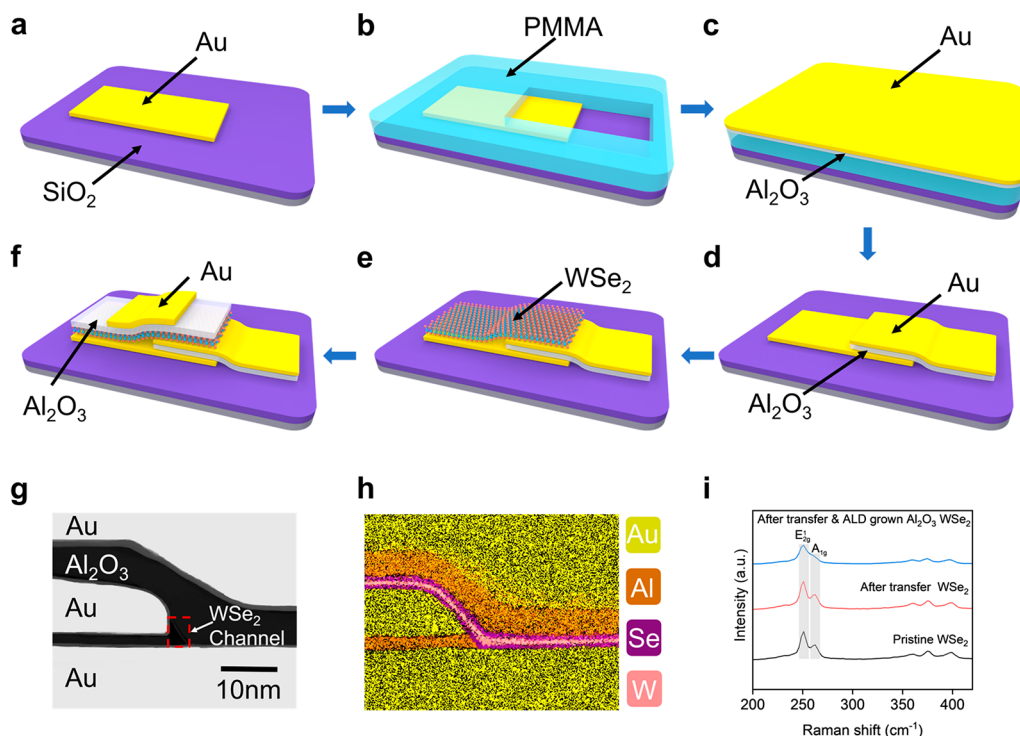 a
Au
SiO₂
b
PMMA
c
Au
Al₂O₃
f
Au
Al₂O₃
e
WSe₂
d
Au
Al₂O₃
g
Au
Al₂O₃
Au
WSe₂
Channel
Au
10nm
h
Au
Al
Se
W
i
After transfer & ALD grown Al₂O₃ WSe₂
E¹₂g
A₁g
After transfer WSe₂
Pristine WSe₂
Intensity (a.u.)
200 250 300 350 400
Raman shift (cm⁻¹)